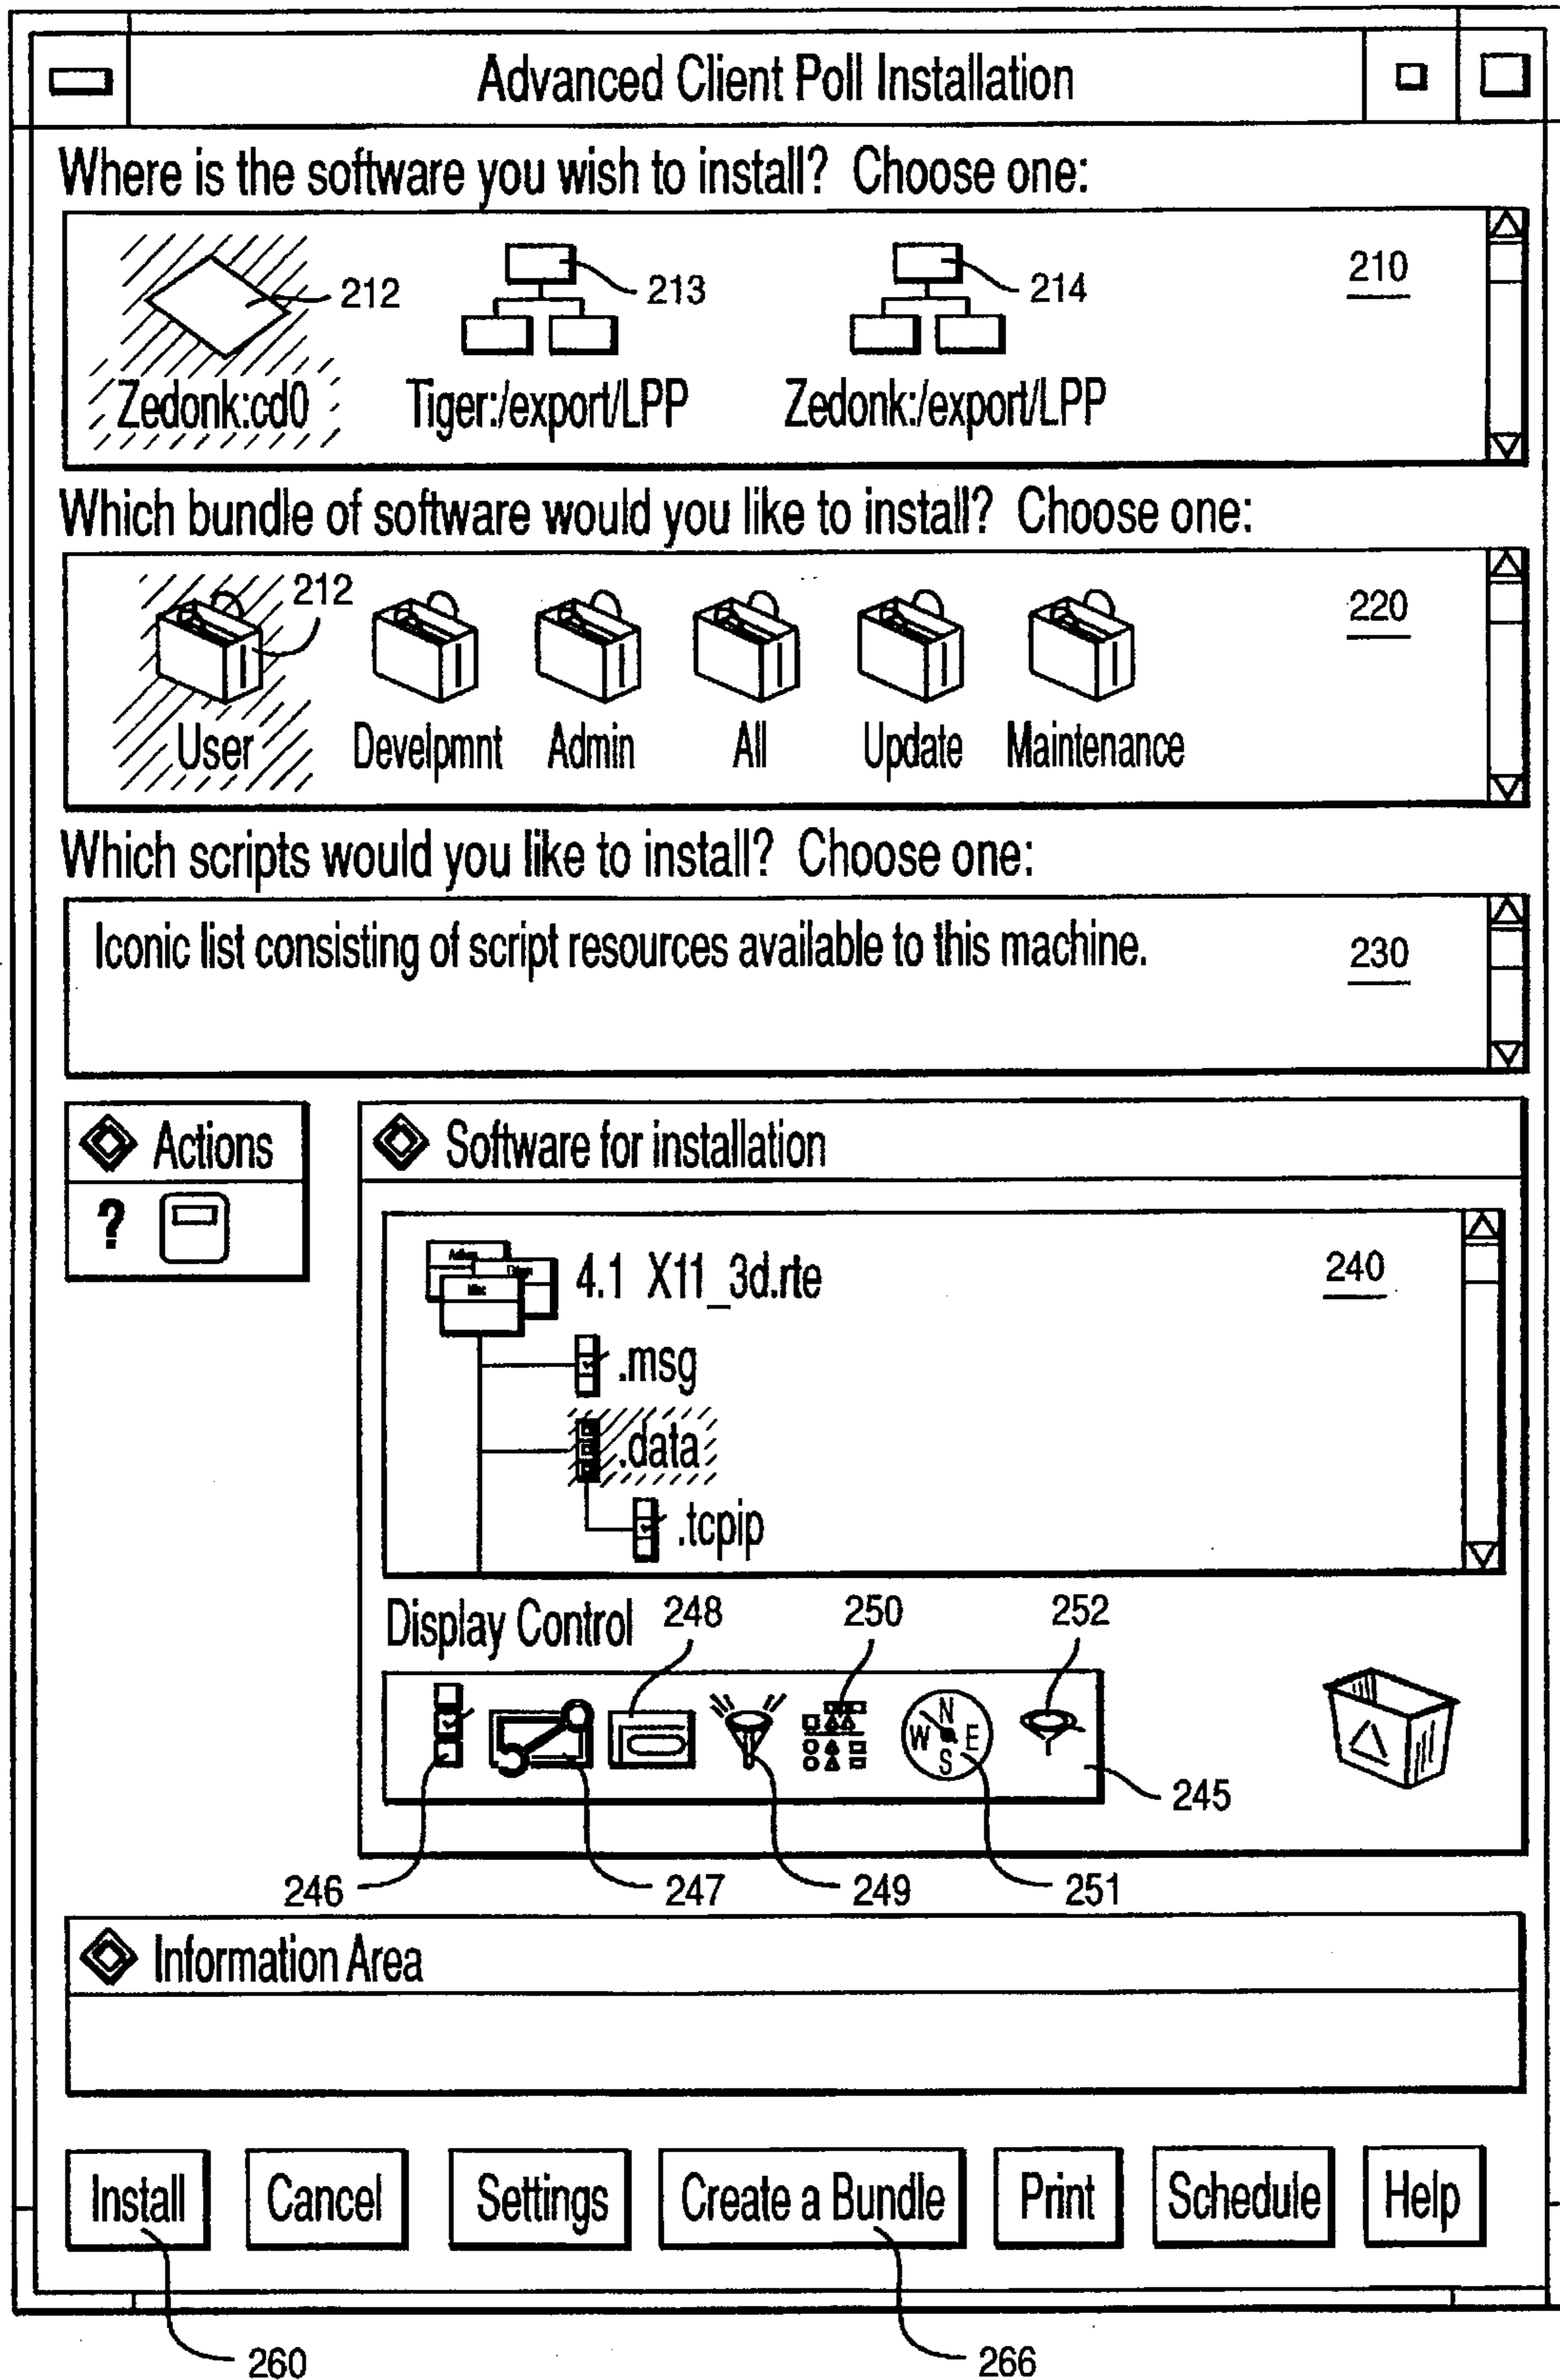 Advanced Client Poll Installation
Where is the software you wish to install? Choose one:
212 213 214 210
Zedonk:cd0 Tiger:/export/LPP Zedonk:/export/LPP
Which bundle of software would you like to install? Choose one:
212 220
User Develpmnt Admin All Update Maintenance
Which scripts would you like to install? Choose one:
Iconic list consisting of script resources available to this machine.
230
Actions
?
Software for installation
4.1 X11_3d.rte
240
.msg
.data
.tcpip
Display Control 248 250 252
N
W E
S
245
246 247 249 251
Information Area
Install Cancel Settings Create a Bundle Print Schedule Help
260 266